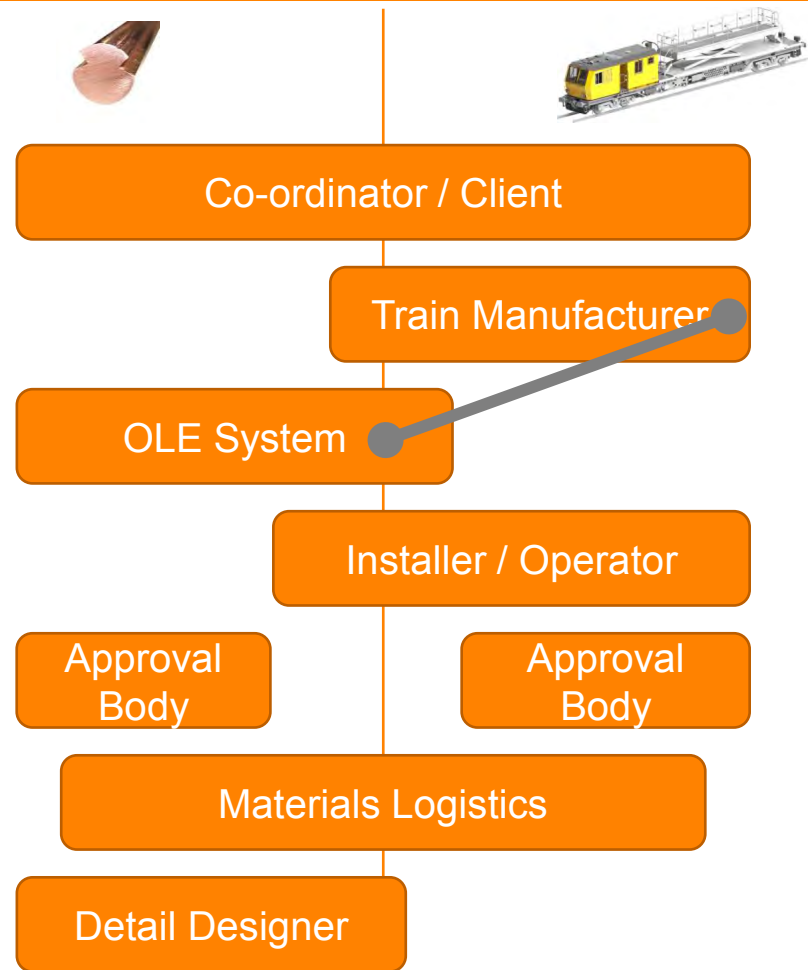 Co-ordinator / Client
Train Manufacturer
OLE System
Installer / Operator
Approval
Body
Approval
Body
Materials Logistics
Detail Designer